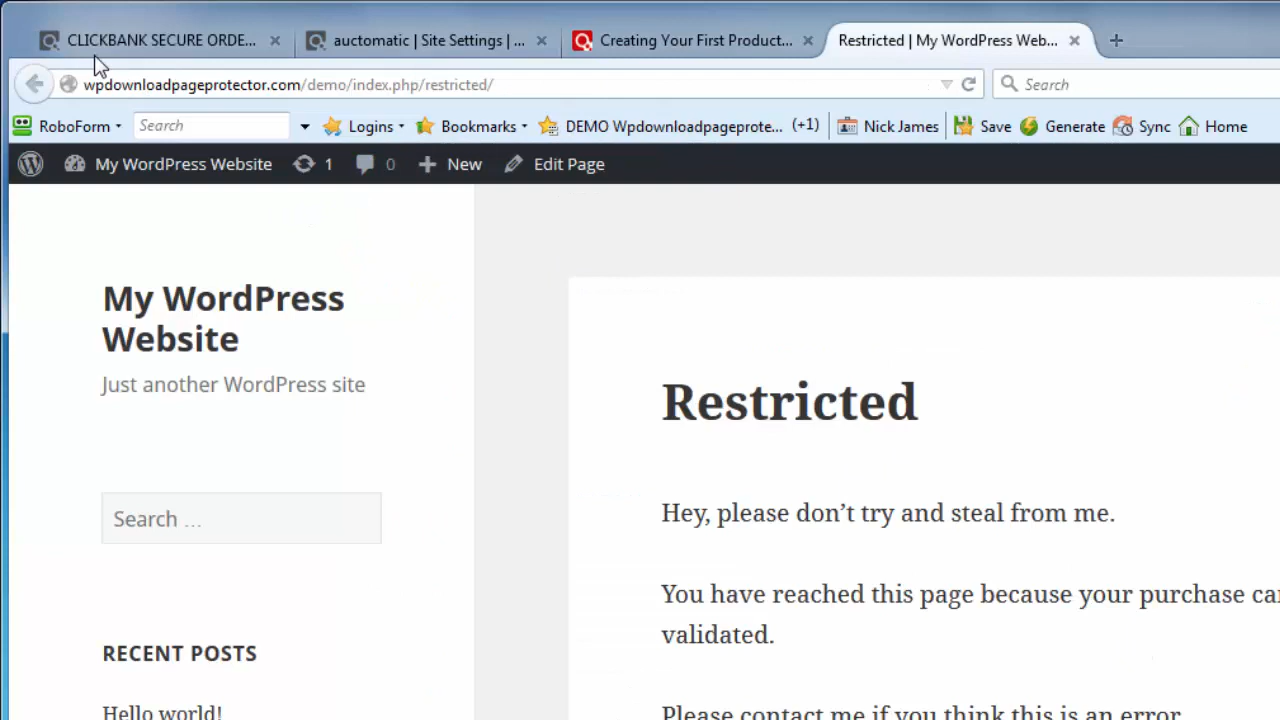 CLICKBANK SECURE ORDE...
auctomatic | Site Settings | ...
Creating Your First Product...
Restricted | My WordPress Web...
wpdownloadpageprotector.com/demo/index.php/restricted/
Search
RoboForm
Search
Logins
Bookmarks
DEMO Wpdownloadpageprote...
(+1)
Nick James
Save
Generate
Sync
Home
My WordPress Website
1
0
New
Edit Page
My WordPress
Website
Just another WordPress site
Search ...
RECENT POSTS
Hello world!
Restricted
Hey, please don't try and steal from me.
You have reached this page because your purchase
validated.
Please contact me if you think this is an error